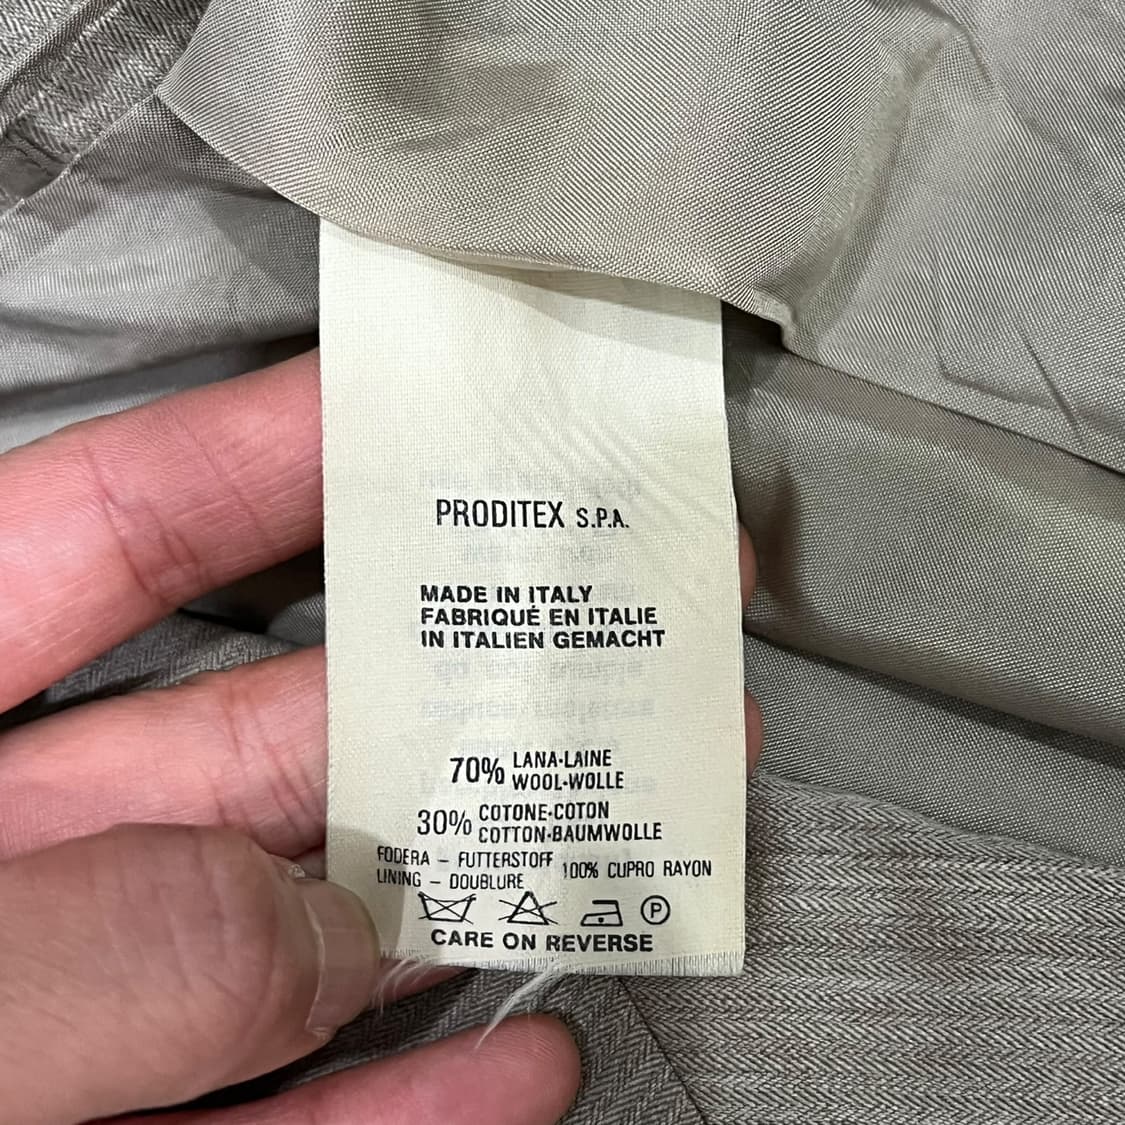 PRODITEX S.P.A.
MADE IN ITALY
FABRIQUÉ EN ITALIE
IN ITALIEN GEMACHT
70% LANA·LAINE
WOOL·WOLLE
30% COTONE·COTON
COTTON·BAUMWOLLE
FODERA – FUTTERSTOFF 100% CUPRO RAYON
LINING – DOUBLURE
P
CARE ON REVERSE